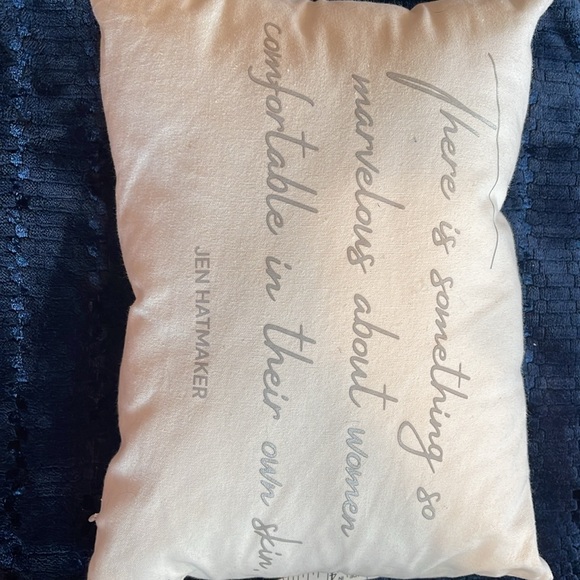 There is something so
marvelous about women
comfortable in their own skin.
JEN HATMAKER